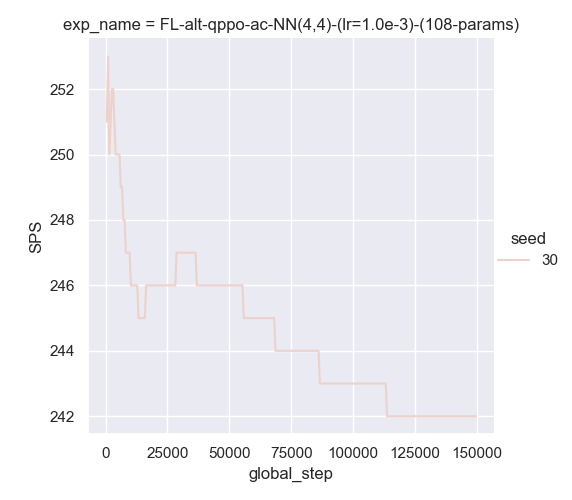 exp_name = FL-alt-qppo-ac-NN(4,4)-(lr=1.0e-3)-(108-params)
252
250
248
246
244
242
SPS
0 25000 50000 75000 100000 125000 150000
global_step
seed
30